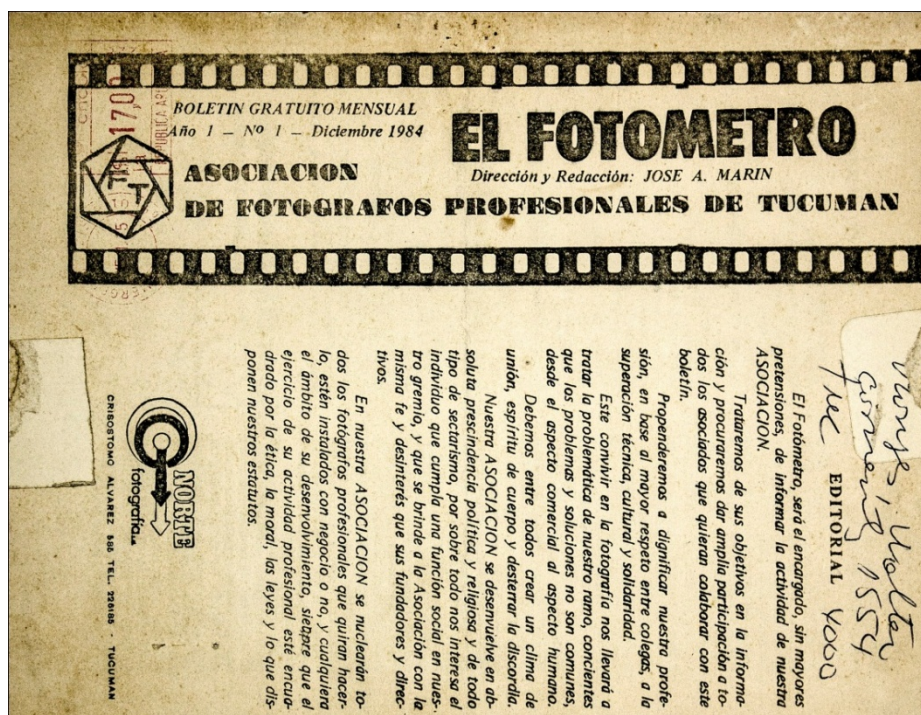 17,00
BOLETIN GRATUITO MENSUAL
Año 1 – Nº 1 – Diciembre 1984
EL FOTOMETRO
Dirección y Redacción: JOSE A. MARIN
ASOCIACION
DE FOTOGRAFOS PROFESIONALES DE TUCUMAN
Walter
1554
4000
EDITORIAL
El Fotómetro, será el encargado, sin mayores
pretensiones, de informar la actividad de nuestra
ASOCIACION.
Trataremos de sus objetivos en la informa-
ción y procuraremos dar amplia participación a to-
dos los asociados que quieran colaborar con este
boletín.
Propenderemos a dignificar nuestra profe-
sión, en base al mayor respeto entre colegas, a la
superación técnica, cultural y solidaridad.
Este convivir en la fotografía nos llevará a
tratar la problemática de nuestro ramo, concientes
que los problemas y soluciones no son comunes,
desde el aspecto comercial al aspecto humano.
Debemos entre todos crear un clima de
unión, espíritu de cuerpo y desterrar la discordia.
Nuestra ASOCIACION se desenvuelve en ab-
soluta prescindencia política y religiosa y de todo
tipo de sectarismo, por sobre todo nos interesa el
individuo que cumpla una función social en nues-
tro gremio, y que se brinde a la Asociación con la
misma fe y desinterés que sus fundadores y direc-
tivos.
En nuestra ASOCIACION se nuclearán to-
dos los fotógrafos profesionales que quiran hacer-
lo, estén instalados con negocio o no, y cualquiera
el ámbito de su desenvolvimiento, siempre que el
ejercicio de su actividad profesional esté encua-
drado por la ética, la moral, las leyes y lo que dis-
ponen nuestros estatutos.
NORTE
fotografía
CRISOSTOMO ALVAREZ 586 TEL. 226185 - TUCUMAN